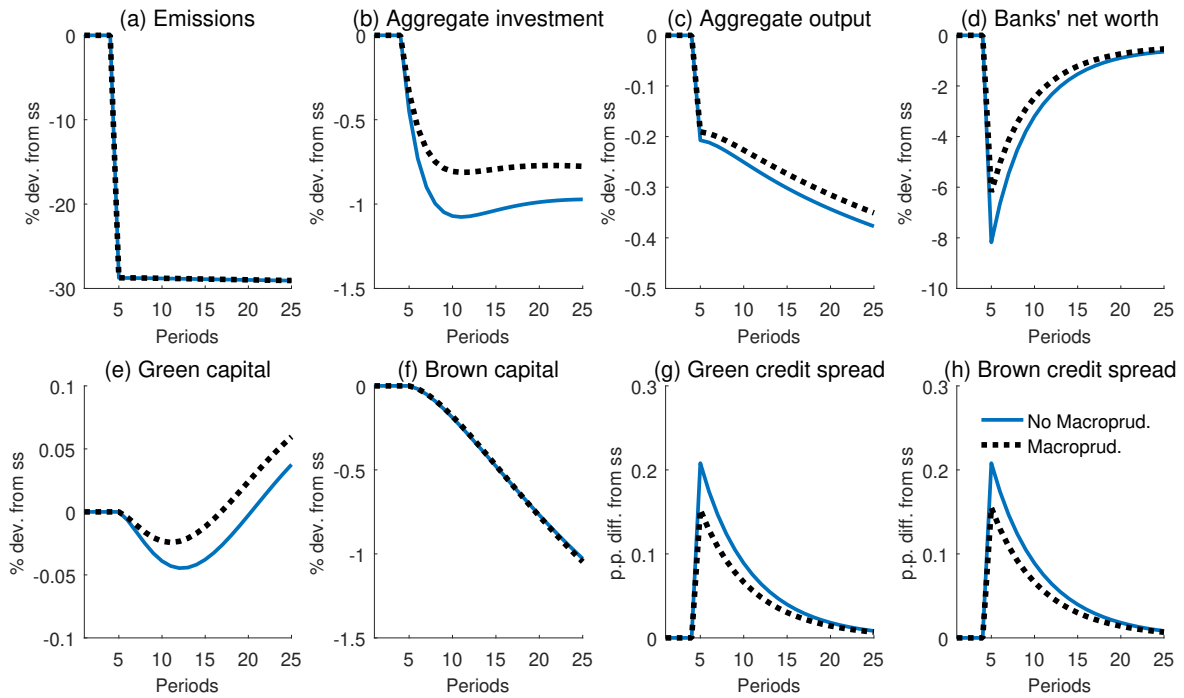 (a) Emissions
0
-10
-20
-30
% dev. from ss
5 10 15 20 25
Periods
(b) Aggregate investment
0
-0.5
-1
-1.5
% dev. from ss
5 10 15 20 25
Periods
(c) Aggregate output
0
-0.1
-0.2
-0.3
-0.4
-0.5
% dev. from ss
5 10 15 20 25
Periods
(d) Banks' net worth
0
-2
-4
-6
-8
-10
% dev. from ss
5 10 15 20 25
Periods
(e) Green capital
0.1
0.05
0
-0.05
-0.1
% dev. from ss
5 10 15 20 25
Periods
(f) Brown capital
0
-0.5
-1
-1.5
% dev. from ss
5 10 15 20 25
Periods
(g) Green credit spread
0.3
0.2
0.1
0
p.p. diff. from ss
5 10 15 20 25
Periods
(h) Brown credit spread
0.3
0.2
0.1
0
p.p. diff. from ss
No Macroprud.
Macroprud.
5 10 15 20 25
Periods